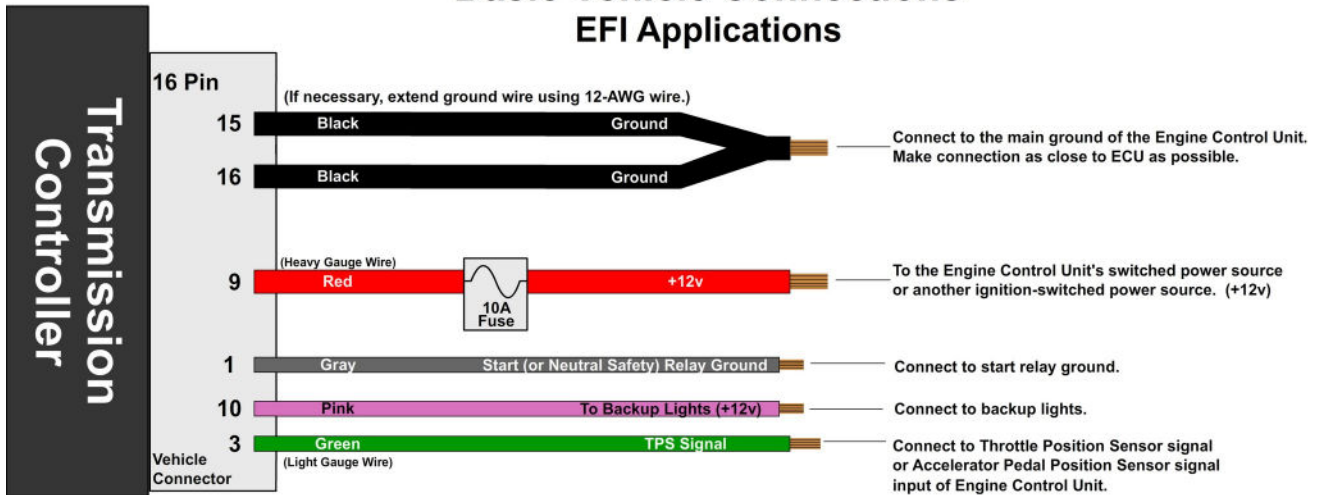 EFI Applications
Transmission
Controller
16 Pin
(If necessary, extend ground wire using 12-AWG wire.)
15 Black Ground
Connect to the main ground of the Engine Control Unit.
Make connection as close to ECU as possible.
16 Black Ground
(Heavy Gauge Wire)
9 Red +12v
10A
Fuse
To the Engine Control Unit's switched power source
or another ignition-switched power source. (+12v)
1 Gray Start (or Neutral Safety) Relay Ground Connect to start relay ground.
10 Pink To Backup Lights (+12v) Connect to backup lights.
3 Green TPS Signal
(Light Gauge Wire)
Connect to Throttle Position Sensor signal
or Accelerator Pedal Position Sensor signal
input of Engine Control Unit.
Vehicle
Connector